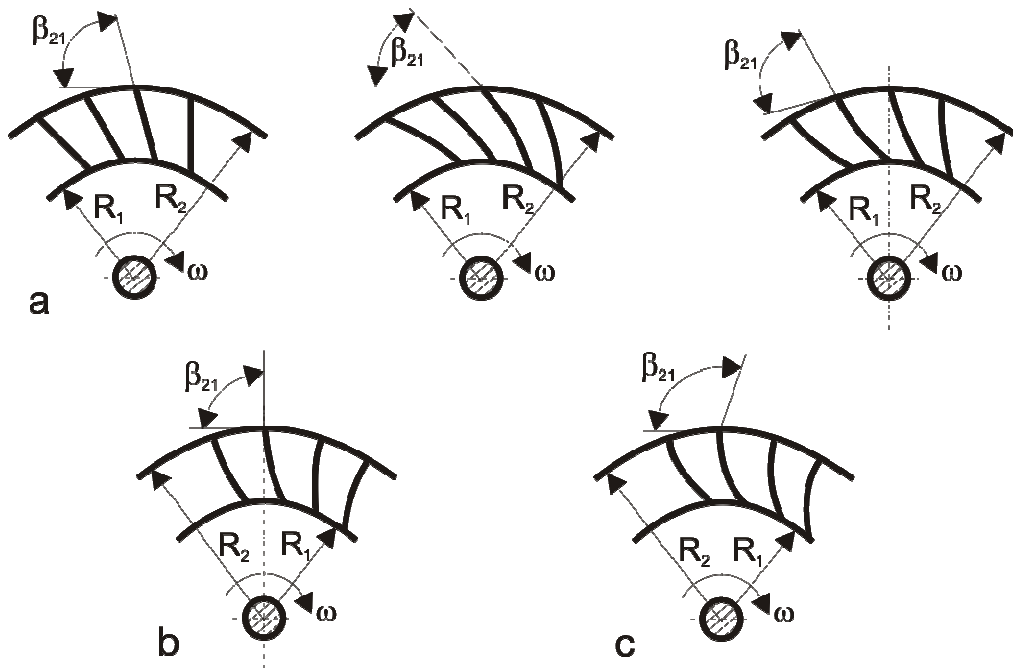 β₂₁ β₂₁ β₂₁
R₁ R₂ R₁ R₂ R₁ R₂
ω ω ω
a
β₂₁ β₂₁
R₂ R₁ R₂ R₁
ω ω
b c